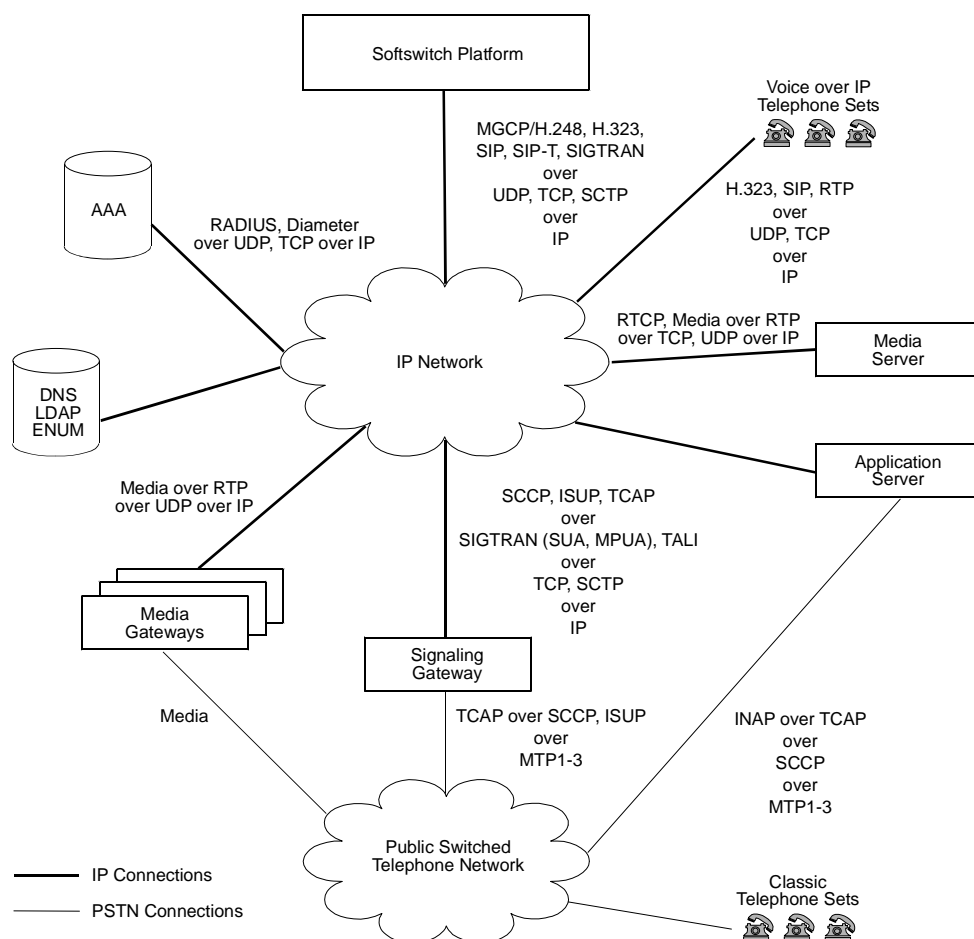 Softswitch Platform
Voice over IP
Telephone Sets
MGCP/H.248, H.323,
SIP, SIP-T, SIGTRAN
over
UDP, TCP, SCTP
over
IP
H.323, SIP, RTP
over
UDP, TCP
over
IP
AAA
RADIUS, Diameter
over UDP, TCP over IP
RTCP, Media over RTP
over TCP, UDP over IP
Media
Server
IP Network
DNS
LDAP
ENUM
Application
Server
Media over RTP
over UDP over IP
SCCP, ISUP, TCAP
over
SIGTRAN (SUA, MPUA), TALI
over
TCP, SCTP
over
IP
Media
Gateways
Signaling
Gateway
Media
TCAP over SCCP, ISUP
over
MTP1-3
INAP over TCAP
over
SCCP
over
MTP1-3
Public Switched
Telephone Network
IP Connections
PSTN Connections
Classic
Telephone Sets